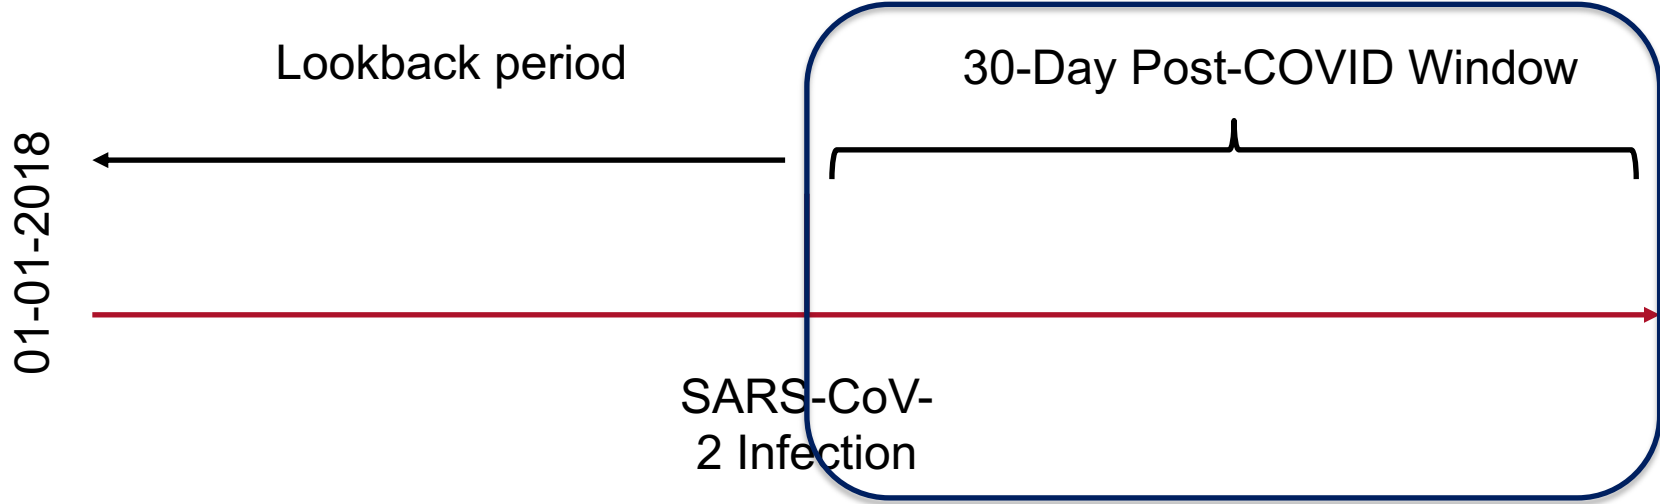 Lookback period
30-Day Post-COVID Window
01-01-2018
SARS-CoV-
2 Infection